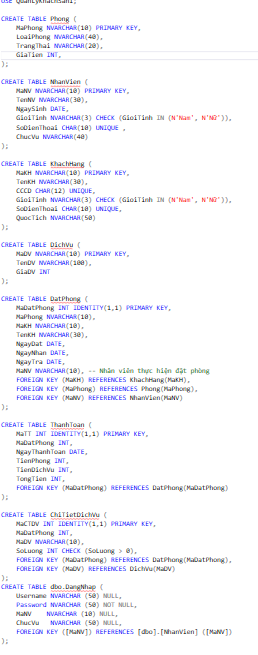 USE QuanLyKhachSan1;
CREATE TABLE Phong (
MaPhong NVARCHAR(10) PRIMARY KEY,
LoaiPhong NVARCHAR(40),
TrangThai NVARCHAR(20),
GiaTien INT,
);
CREATE TABLE NhanVien (
MaNV NVARCHAR(10) PRIMARY KEY,
TenNV NVARCHAR(30),
NgaySinh DATE,
GioiTinh NVARCHAR(3) CHECK (GioiTinh IN (N'Nam', N'Nữ')),
SoDienThoai CHAR(10) UNIQUE ,
ChucVu NVARCHAR(40)
);
CREATE TABLE KhachHang (
MaKH NVARCHAR(10) PRIMARY KEY,
TenKH NVARCHAR(30),
CCCD CHAR(12) UNIQUE,
GioiTinh NVARCHAR(3) CHECK (GioiTinh IN (N'Nam', N'Nữ')),
SoDienThoai CHAR(10) UNIQUE,
QuocTich NVARCHAR(50)
);
CREATE TABLE DichVu (
MaDV NVARCHAR(10) PRIMARY KEY,
TenDV NVARCHAR(100),
GiaDV INT
);
CREATE TABLE DatPhong (
MaDatPhong INT IDENTITY(1,1) PRIMARY KEY,
MaPhong NVARCHAR(10),
MaKH NVARCHAR(10),
TenKH NVARCHAR(30),
NgayDat DATE,
NgayNhan DATE,
NgayTra DATE,
MaNV NVARCHAR(10), -- Nhân viên thực hiện đặt phòng
FOREIGN KEY (MaKH) REFERENCES KhachHang(MaKH),
FOREIGN KEY (MaPhong) REFERENCES Phong(MaPhong),
FOREIGN KEY (MaNV) REFERENCES NhanVien(MaNV)
);
CREATE TABLE ThanhToan (
MaTT INT IDENTITY(1,1) PRIMARY KEY,
MaDatPhong INT,
NgayThanhToan DATE,
TienPhong INT,
TienDichVu INT,
TongTien INT,
FOREIGN KEY (MaDatPhong) REFERENCES DatPhong(MaDatPhong)
);
CREATE TABLE ChiTietDichVu (
MaCTDV INT IDENTITY(1,1) PRIMARY KEY,
MaDatPhong INT,
MaDV NVARCHAR(10),
SoLuong INT CHECK (SoLuong > 0),
FOREIGN KEY (MaDatPhong) REFERENCES DatPhong(MaDatPhong),
FOREIGN KEY (MaDV) REFERENCES DichVu(MaDV)
);
CREATE TABLE dbo.DangNhap (
Username NVARCHAR (50) NULL,
Password NVARCHAR (50) NOT NULL,
MaNV NVARCHAR (10) NULL,
ChucVu NVARCHAR (50) NULL,
FOREIGN KEY ([MaNV]) REFERENCES [dbo].[NhanVien] ([MaNV])
);